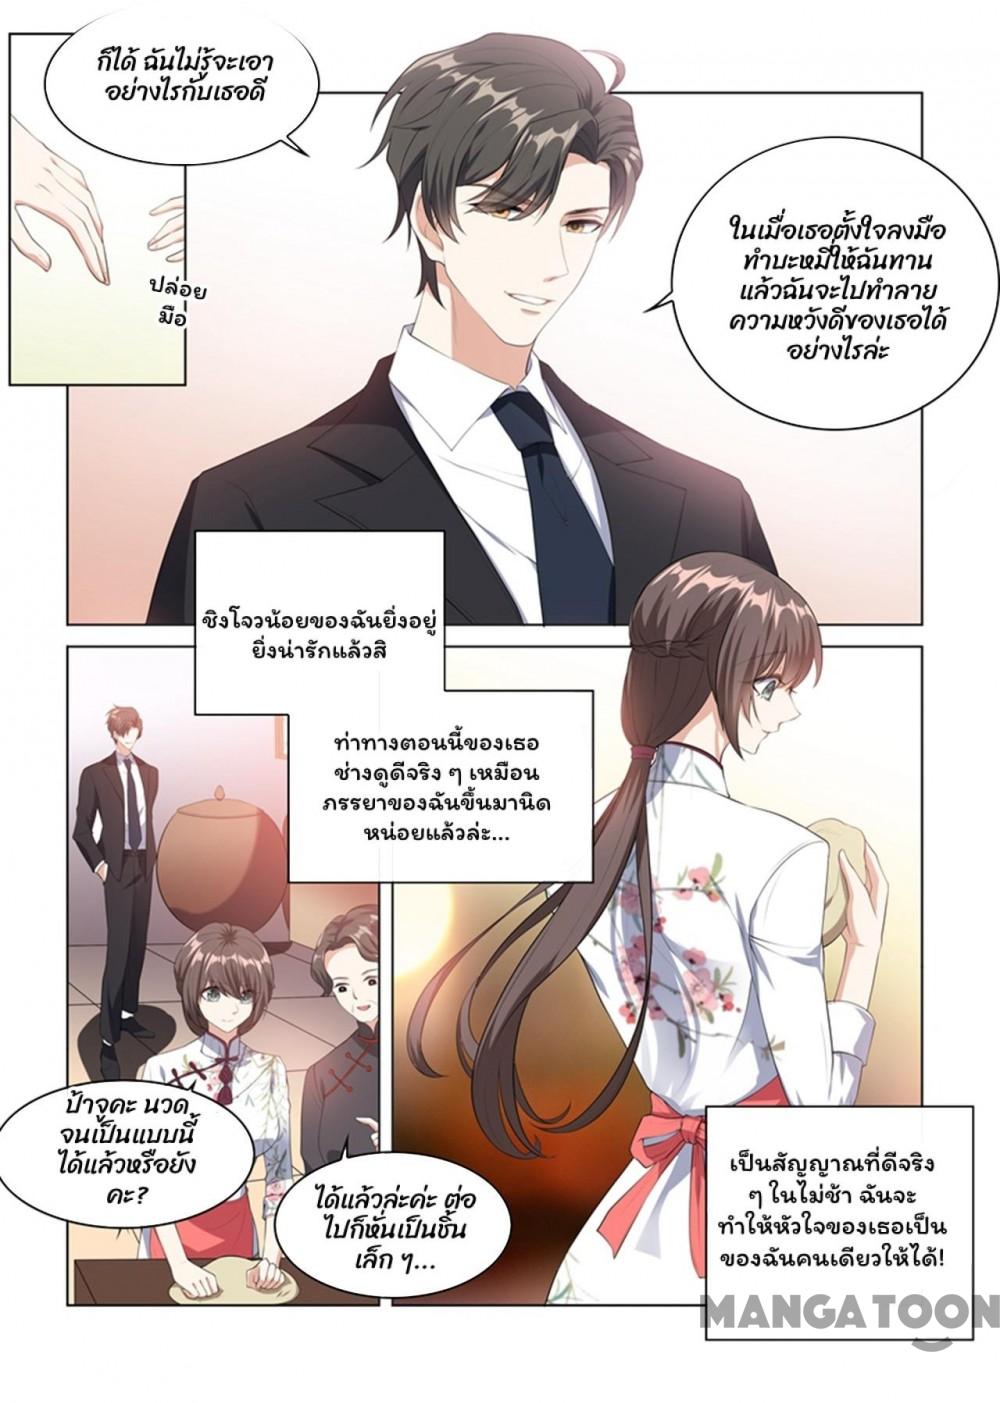 ก็ได้ ฉันไม่รู้จะเอา
อย่างไรกับเธอดี
ปล่อย
มือ
ในเมื่อเธอตั้งใจลงมือ
ทำบะหมี่ให้ฉันทาน
แล้วฉันจะไปทำลาย
ความหวังดีของเธอได้
อย่างไรล่ะ
ชิงโจวน้อยของฉันยิ่งอยู่
ยิ่งน่ารักแล้วสิ
ท่าทางตอนนี้ของเธอ
ช่างดูดีจริง ๆ เหมือน
ภรรยาของฉันขึ้นมานิด
หน่อยแล้วล่ะ...
ป้าจูคะ นวด
จนเป็นแบบนี้
ได้แล้วหรือยัง
คะ?
ได้แล้วล่ะค่ะ ต่อ
ไปก็หั่นเป็นชิ้น
เล็ก ๆ...
เป็นสัญญาณที่ดีจริง
ๆ ในไม่ช้า ฉันจะ
ทำให้หัวใจของเธอเป็น
ของฉันคนเดียวให้ได้!
MANGATOON